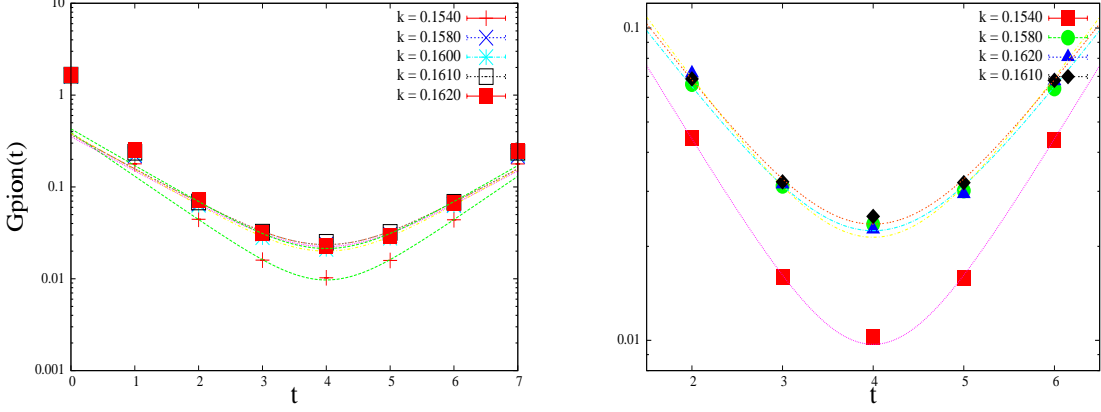 Gpion(t)
10
1
0.1
0.01
0.001
k = 0.1540
k = 0.1580
k = 0.1600
k = 0.1610
k = 0.1620
0 1 2 3 4 5 6 7
t
0.1
0.01
k = 0.1540
k = 0.1580
k = 0.1620
k = 0.1610
2 3 4 5 6
t